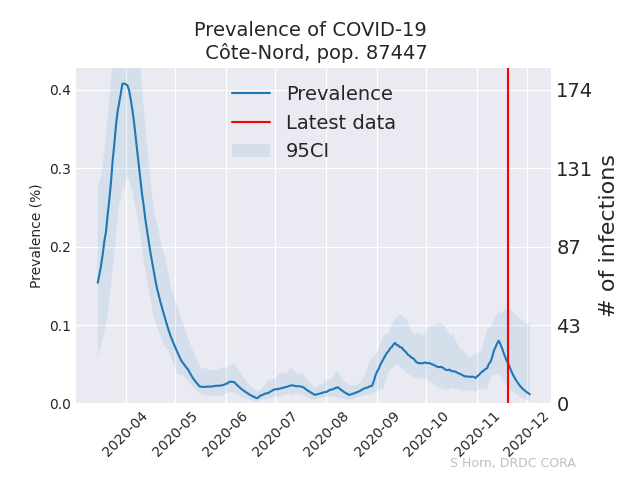 Prevalence of COVID-19
Côte-Nord, pop. 87447
Prevalence
Latest data
95CI
Prevalence (%)
0.4
0.3
0.2
0.1
0.0
174
131
87
43
0
# of infections
2020-04
2020-05
2020-06
2020-07
2020-08
2020-09
2020-10
2020-11
2020-12
S Horn, DRDC CORA